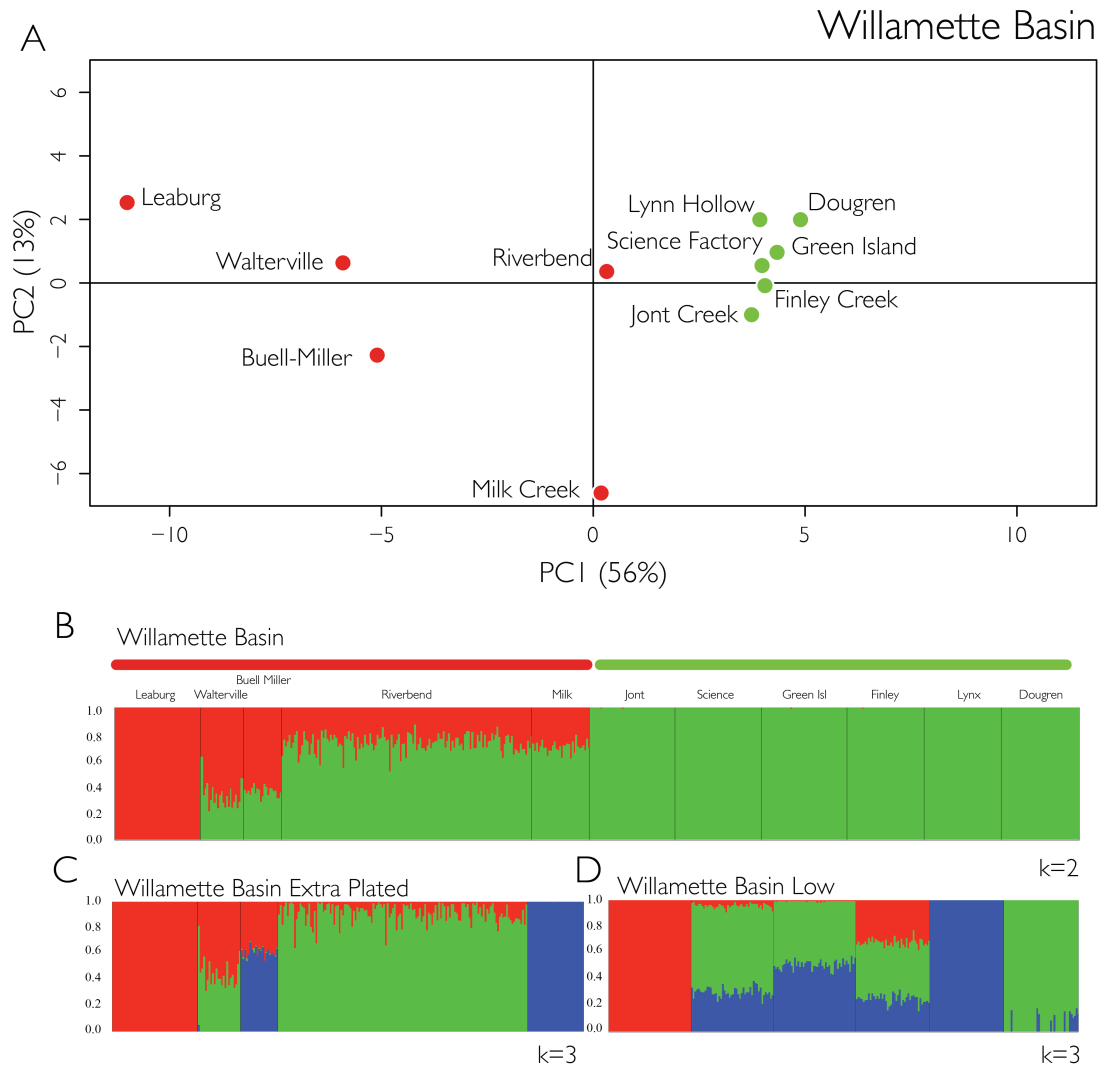 Willamette Basin
A
6
4
2
0
−2
−4
−6
PC2 (13%)
Leaburg
Walterville
Buell-Miller
Riverbend
Milk Creek
Lynn Hollow
Dougren
Science Factory
Green Island
Finley Creek
Jont Creek
−10
−5
0
5
10
PC1 (56%)
B
Willamette Basin
Buell Miller
Leaburg Walterville Riverbend Milk Jont Science Green Isl Finley Lynx Dougren
1.0
0.8
0.6
0.4
0.2
0.0
k=2
C
Willamette Basin Extra Plated
1.0
0.8
0.6
0.4
0.2
0.0
k=3
D
Willamette Basin Low
1.0
0.8
0.6
0.4
0.2
0.0
k=3